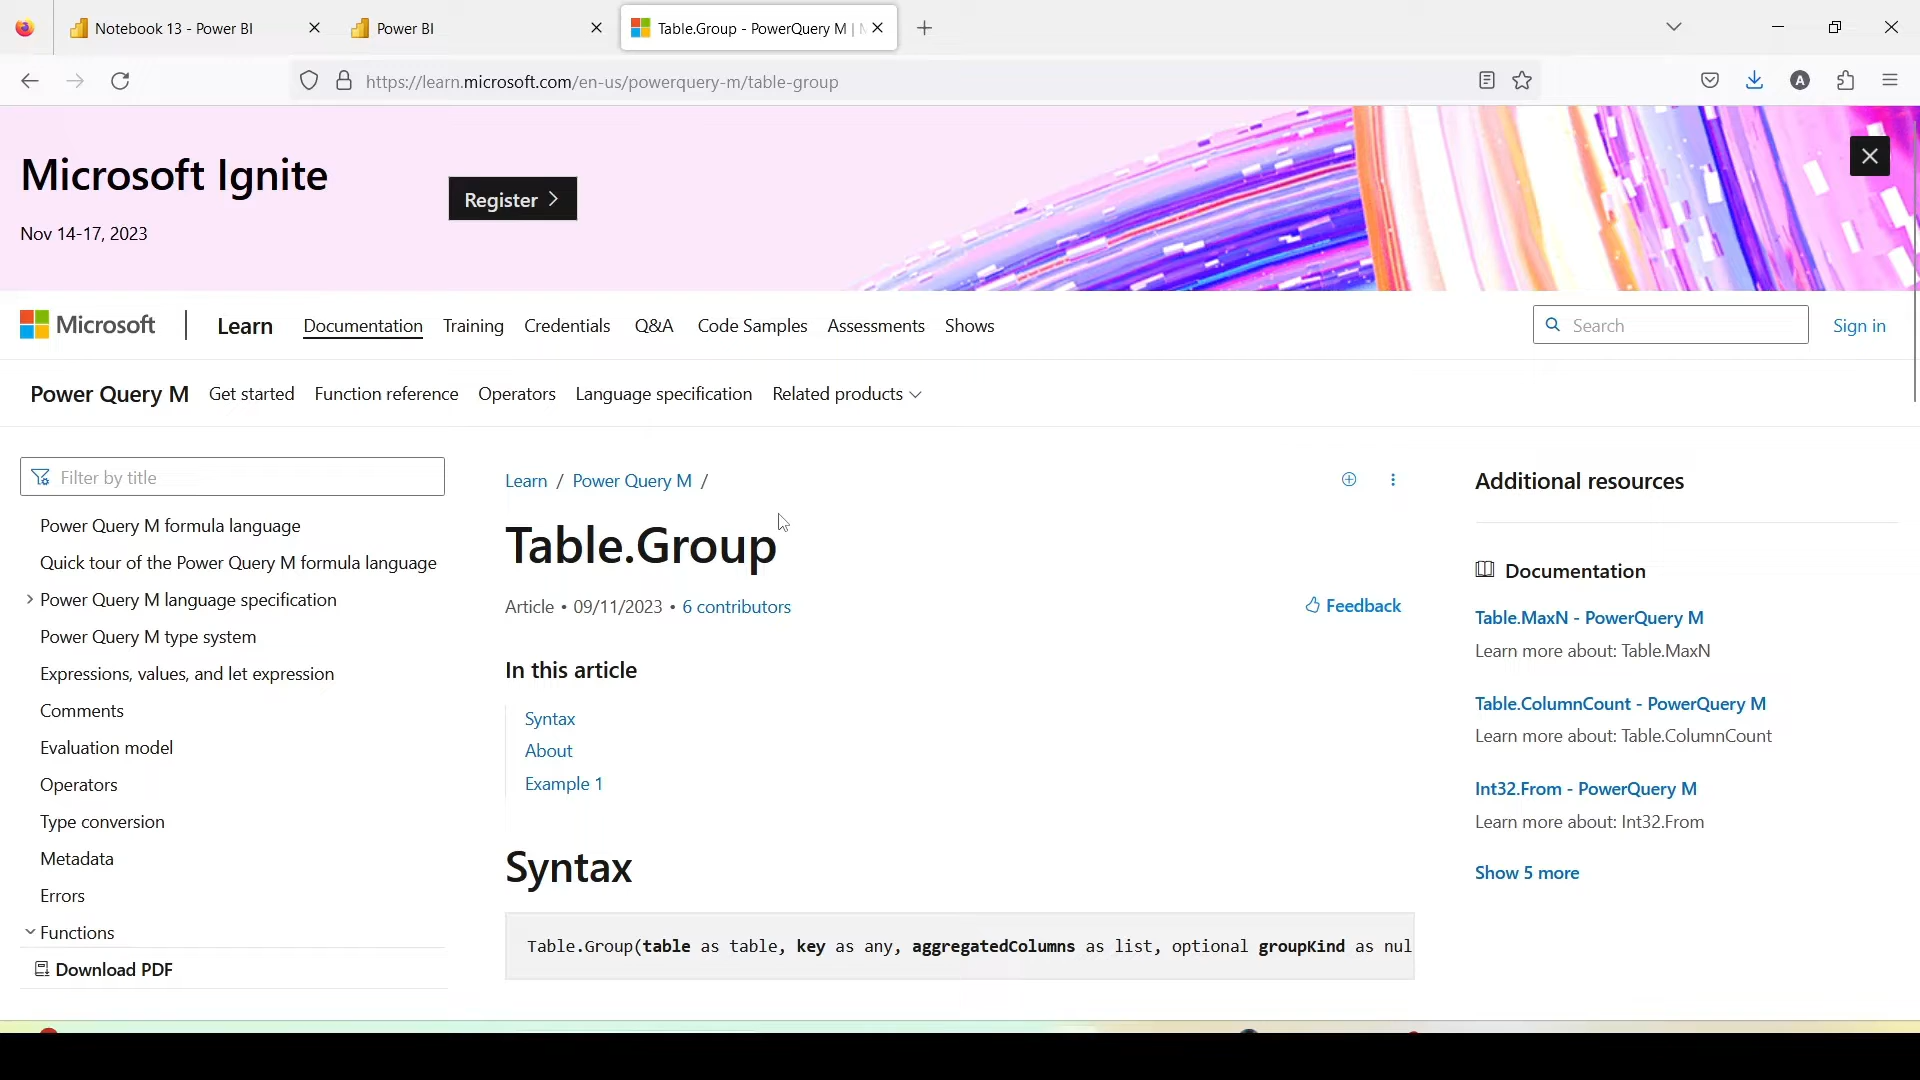 Notebook 13 - Power BI
Power BI
Table.Group - PowerQuery M |
https://learn.microsoft.com/en-us/powerquery-m/table-group
A
Microsoft Ignite
Nov 14-17, 2023
Register
Microsoft
Learn
Documentation
Training
Credentials
Q&A
Code Samples
Assessments
Shows
Search
Sign in
Power Query M
Get started
Function reference
Operators
Language specification
Related products
Filter by title
Power Query M formula language
Quick tour of the Power Query M formula language
Power Query M language specification
Power Query M type system
Expressions, values, and let expression
Comments
Evaluation model
Operators
Type conversion
Metadata
Errors
Functions
Download PDF
Learn / Power Query M /
Table.Group
Article • 09/11/2023 • 6 contributors
Feedback
In this article
Syntax
About
Example 1
Syntax
Table.Group(table as table, key as any, aggregatedColumns as list, optional groupKind as nul
Additional resources
Documentation
Table.MaxN - PowerQuery M
Learn more about: Table.MaxN
Table.ColumnCount - PowerQuery M
Learn more about: Table.ColumnCount
Int32.From - PowerQuery M
Learn more about: Int32.From
Show 5 more